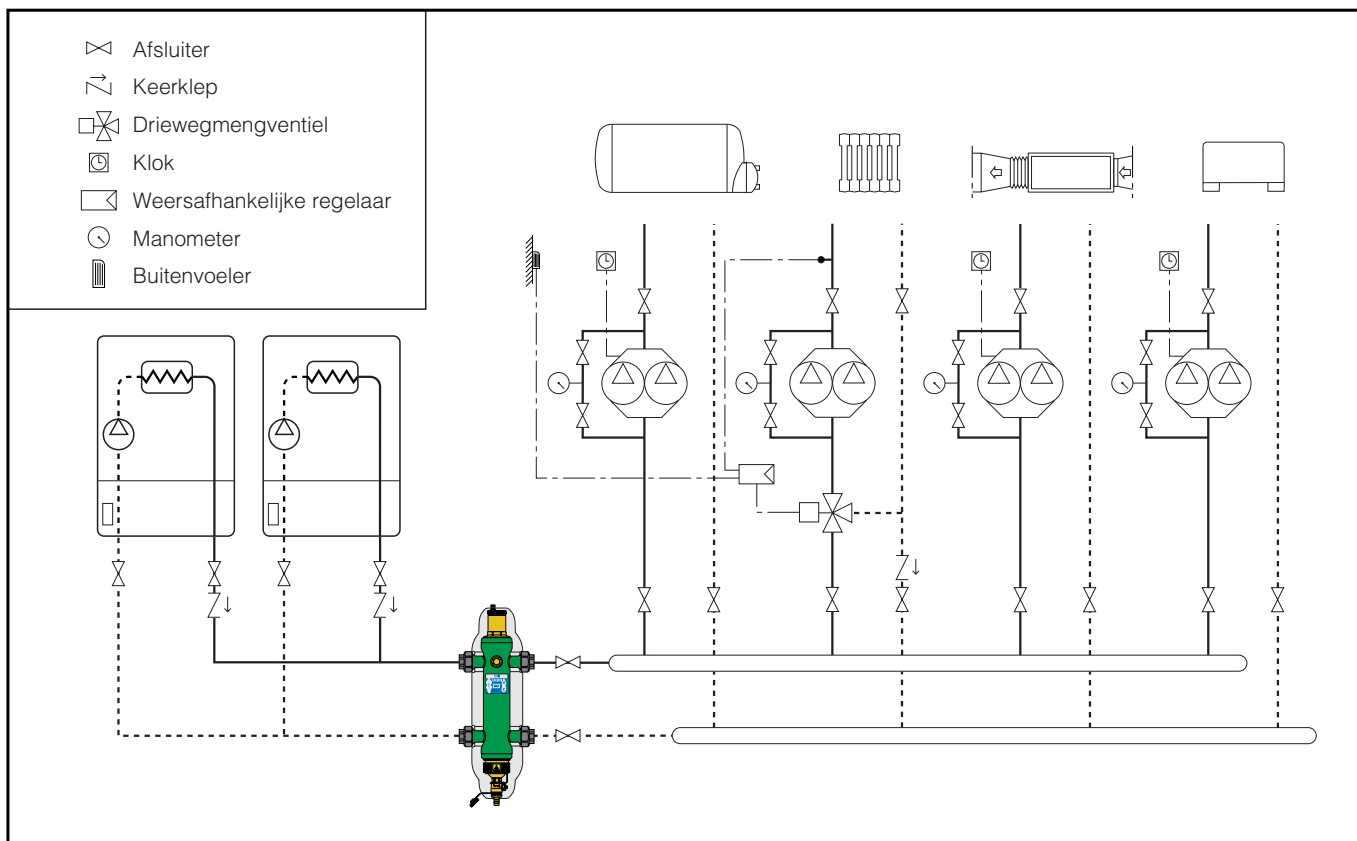 Afsluiter
Keerklep
Driewegmengventiel
Klok
Weersafhankelijke regelaar
Manometer
Buitenvoeler